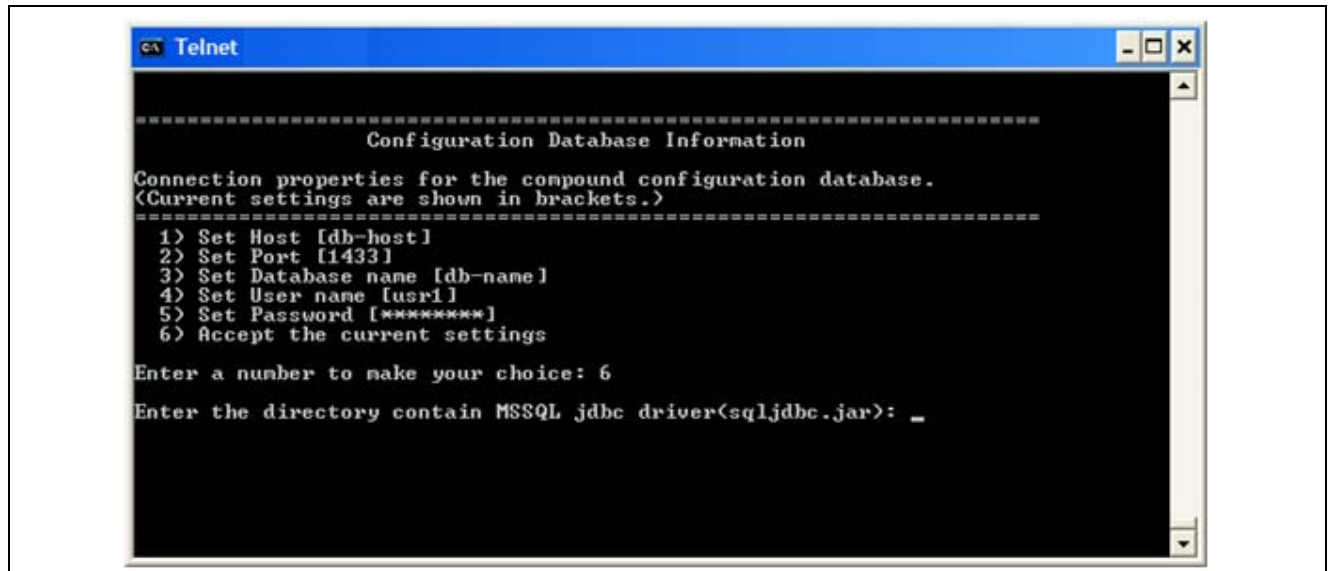 Telnet
========================================================================
Configuration Database Information
Connection properties for the compound configuration database.
(Current settings are shown in brackets.)
========================================================================
1) Set Host [db-host]
2) Set Port [1433]
3) Set Database name [db-name]
4) Set User name [usr1]
5) Set Password [********]
6) Accept the current settings
Enter a number to make your choice: 6
Enter the directory contain MSSQL jdbc driver(sqljdbc.jar): _